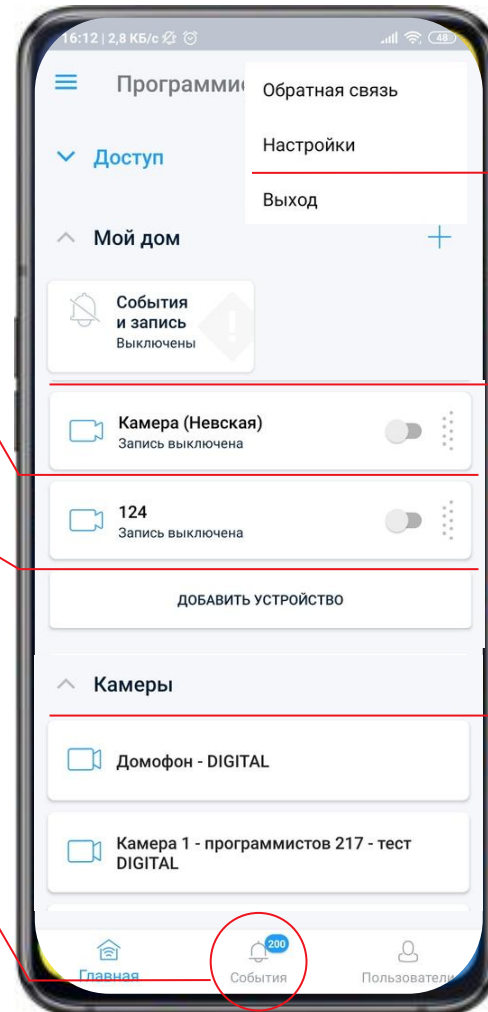 16:12 | 2,8 КБ/с
48
Программи
Обратная связь
Настройки
Выход
Доступ
Мой дом
События
и запись
Выключены
Камера (Невская)
Запись выключена
124
Запись выключена
ДОБАВИТЬ УСТРОЙСТВО
Камеры
Домофон - DIGITAL
Камера 1 - программистов 217 - тест
DIGITAL
200
Главная
События
Пользователи